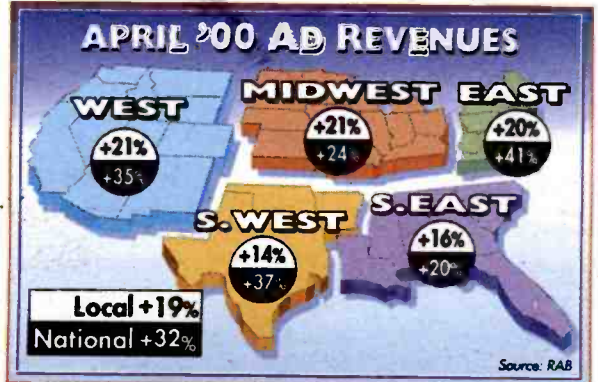 APRIL '00 AD REVENUES
WEST
+21%
+35%
MIDWEST
+21%
+24%
EAST
+20%
+41%
S.WEST
+14%
+37%
S.EAST
+16%
+20%
Local +19%
National +32%
Source: RAB